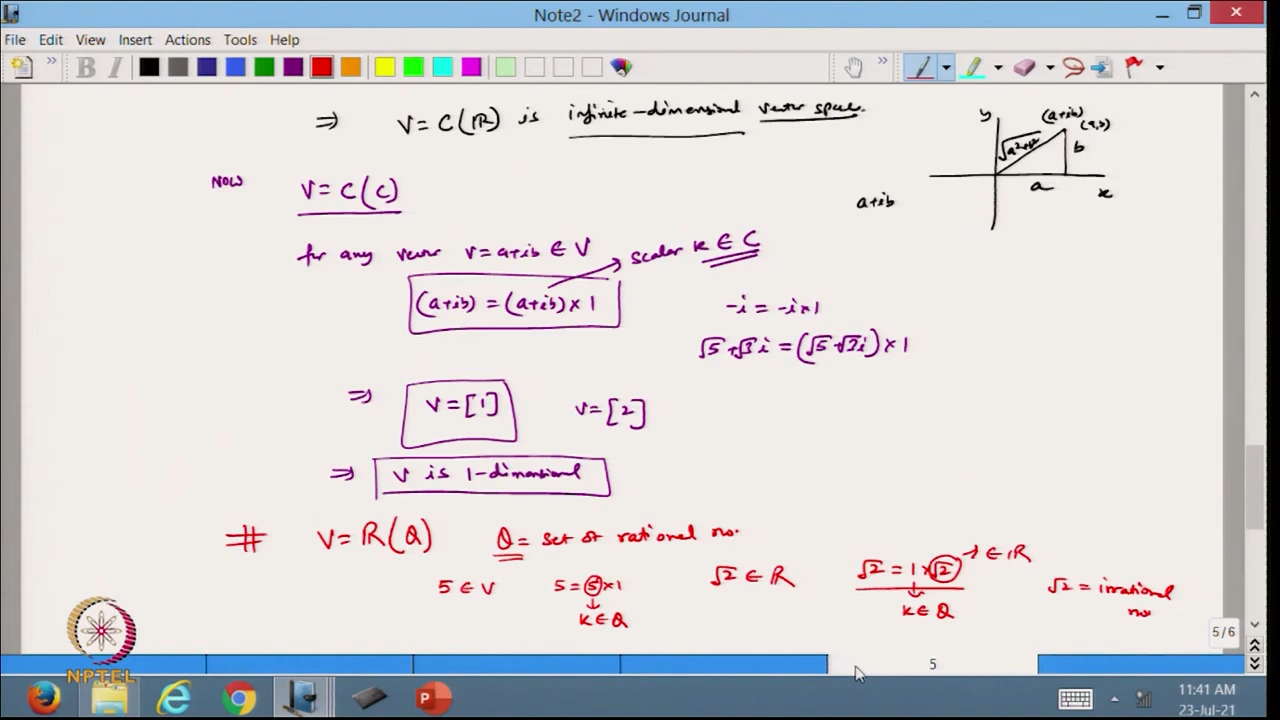 Note2 - Windows Journal
File Edit View Insert Actions Tools Help
B I
⇒ V = C(ℝ) is infinite-dimensional vector space.
y (a+ib) (a,b)
√a²+b² b
a x
a+ib
Now V = C(C)
for any vector v=a+ib ∈ V
scalar k ∈ C
(a+ib) = (a+ib) × 1
-i = -i×1
√5+√3i = (√5+√3i) × 1
⇒ V = [1] V = [2]
⇒ V is 1-dimensional
# V = R(Q) Q = set of rational no.
5 ∈ V 5 = 5×1 √2 ∈ R √2 = 1×√2 → ∈ ℝ √2 = irrational no
k ∈ Q k ∈ Q
5/6
NPTEL
5
11:41 AM
23-Jul-21